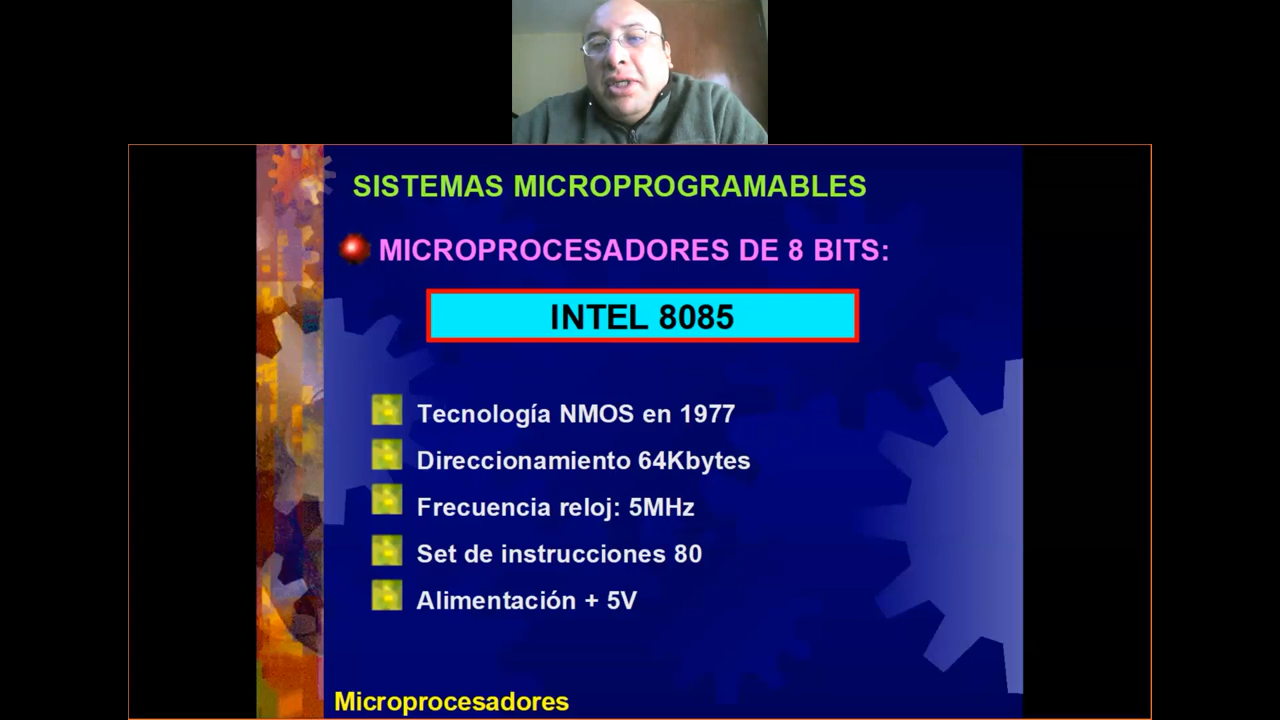 SISTEMAS MICROPROGRAMABLES
MICROPROCESADORES DE 8 BITS:
INTEL 8085
Tecnología NMOS en 1977
Direccionamiento 64Kbytes
Frecuencia reloj: 5MHz
Set de instrucciones 80
Alimentación + 5V
Microprocesadores